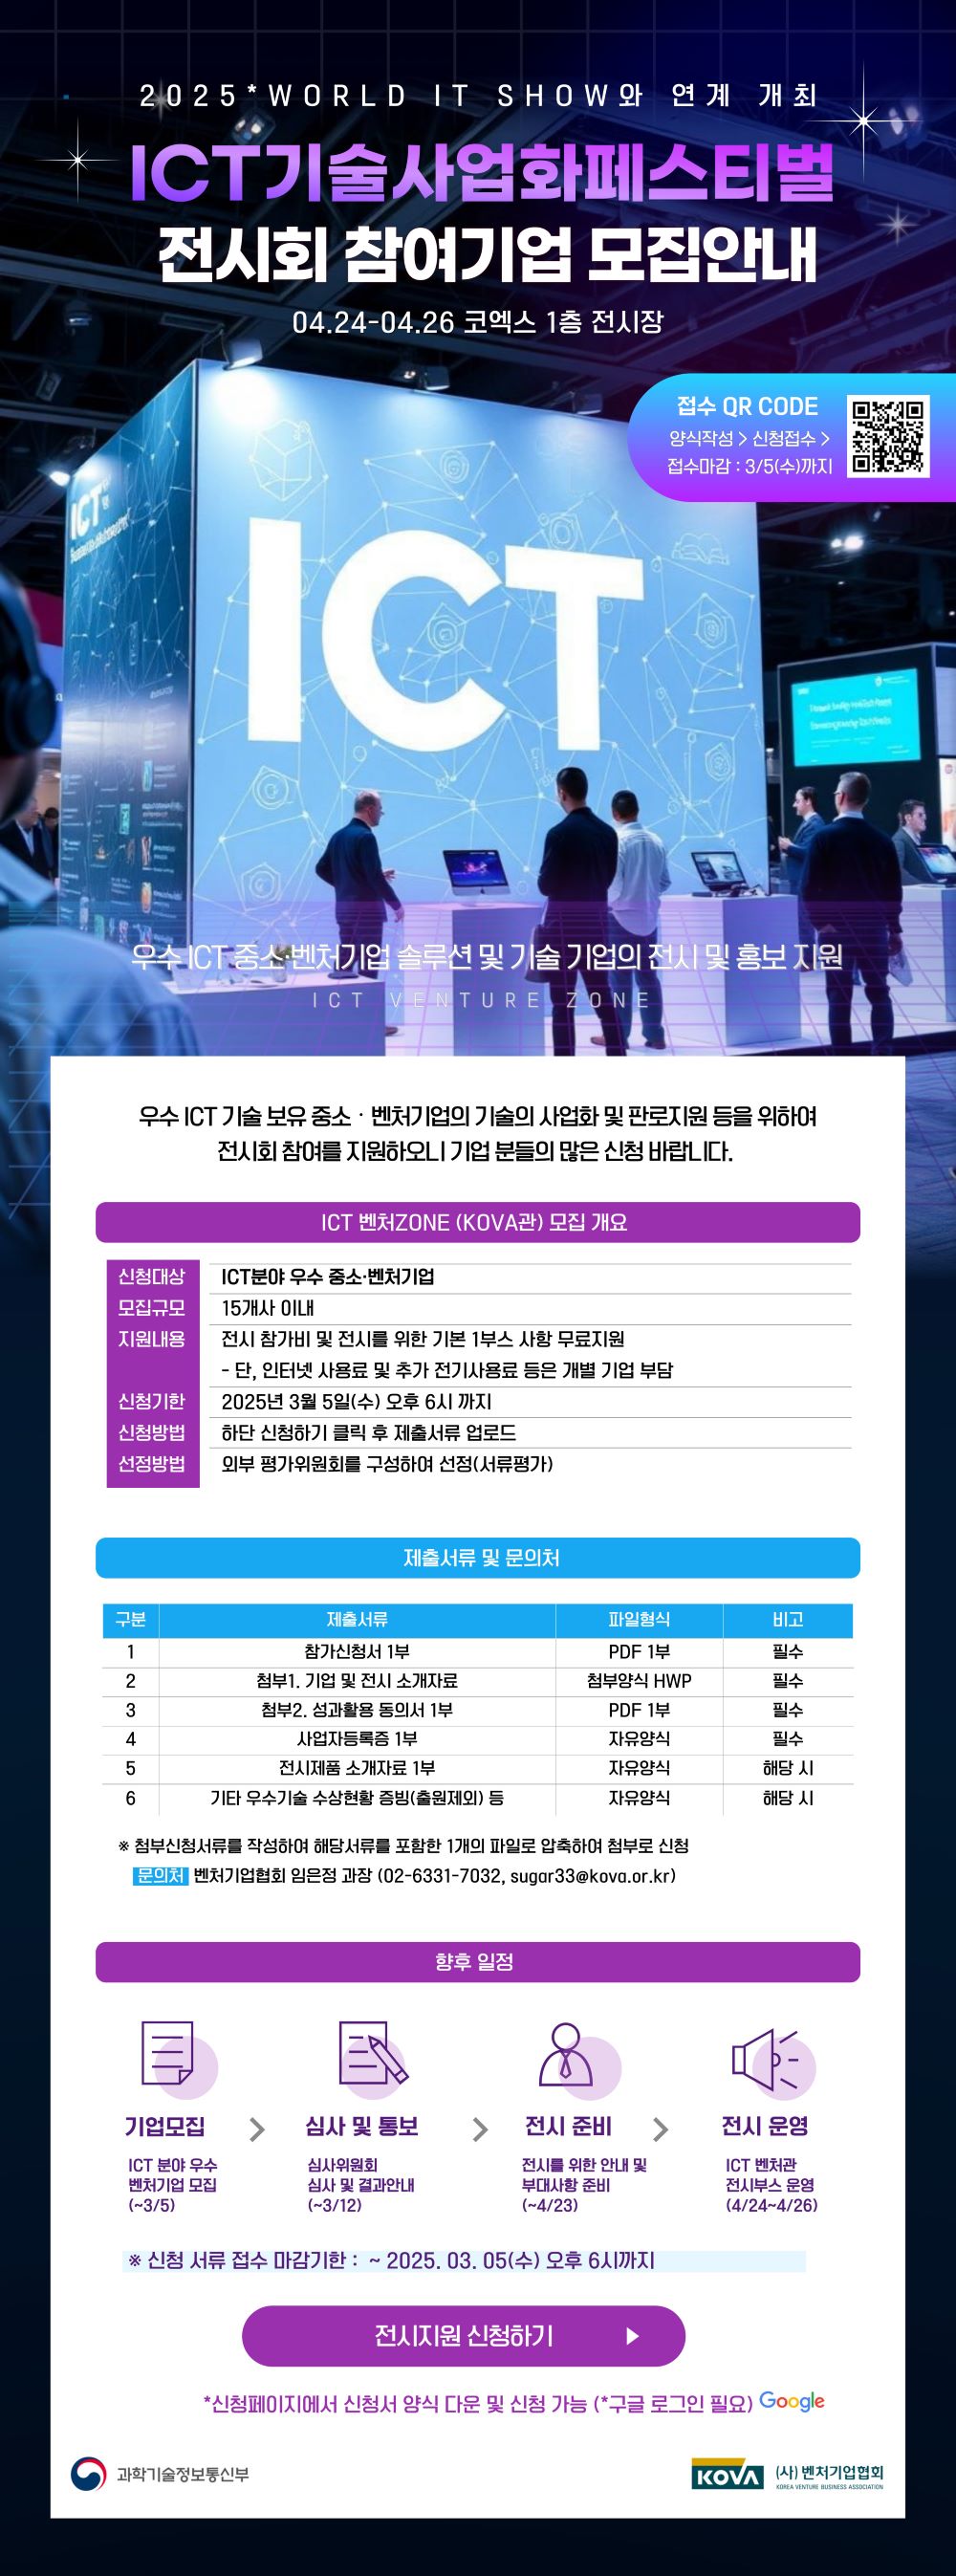 2025*WORLD IT SHOW와 연계 개최
ICT기술사업화페스티벌
전시회 참여기업 모집안내
04.24-04.26 코엑스 1층 전시장
접수 QR CODE
양식작성 > 신청접수 >
접수마감 : 3/5(수)까지
ICT
ICT
우수 ICT 중소·벤처기업 솔루션 및 기술 기업의 전시 및 홍보 지원
ICT VENTURE ZONE
우수 ICT 기술 보유 중소 · 벤처기업의 기술의 사업화 및 판로지원 등을 위하여
전시회 참여를 지원하오니 기업 분들의 많은 신청 바랍니다.
ICT 벤처ZONE (KOVA관) 모집 개요
신청대상 ICT분야 우수 중소·벤처기업
모집규모 15개사 이내
지원내용 전시 참가비 및 전시를 위한 기본 1부스 사항 무료지원
- 단, 인터넷 사용료 및 추가 전기사용료 등은 개별 기업 부담
신청기한 2025년 3월 5일(수) 오후 6시 까지
신청방법 하단 신청하기 클릭 후 제출서류 업로드
선정방법 외부 평가위원회를 구성하여 선정(서류평가)
제출서류 및 문의처
구분 제출서류 파일형식 비고
1 참가신청서 1부 PDF 1부 필수
2 첨부1. 기업 및 전시 소개자료 첨부양식 HWP 필수
3 첨부2. 성과활용 동의서 1부 PDF 1부 필수
4 사업자등록증 1부 자유양식 필수
5 전시제품 소개자료 1부 자유양식 해당 시
6 기타 우수기술 수상현황 증빙(출원제외) 등 자유양식 해당 시
※ 첨부신청서류를 작성하여 해당서류를 포함한 1개의 파일로 압축하여 첨부로 신청
문의처 벤처기업협회 임은정 과장 (02-6331-7032, sugar33@kova.or.kr)
향후 일정
기업모집 > 심사 및 통보 > 전시 준비 > 전시 운영
ICT 분야 우수
벤처기업 모집
(~3/5)
심사위원회
심사 및 결과안내
(~3/12)
전시를 위한 안내 및
부대사항 준비
(~4/23)
ICT 벤처관
전시부스 운영
(4/24~4/26)
※ 신청 서류 접수 마감기한 : ~ 2025. 03. 05(수) 오후 6시까지
전시지원 신청하기
*신청페이지에서 신청서 양식 다운 및 신청 가능 (*구글 로그인 필요) Google
과학기술정보통신부
KOVA (사)벤처기업협회
KOREA VENTURE BUSINESS ASSOCIATION